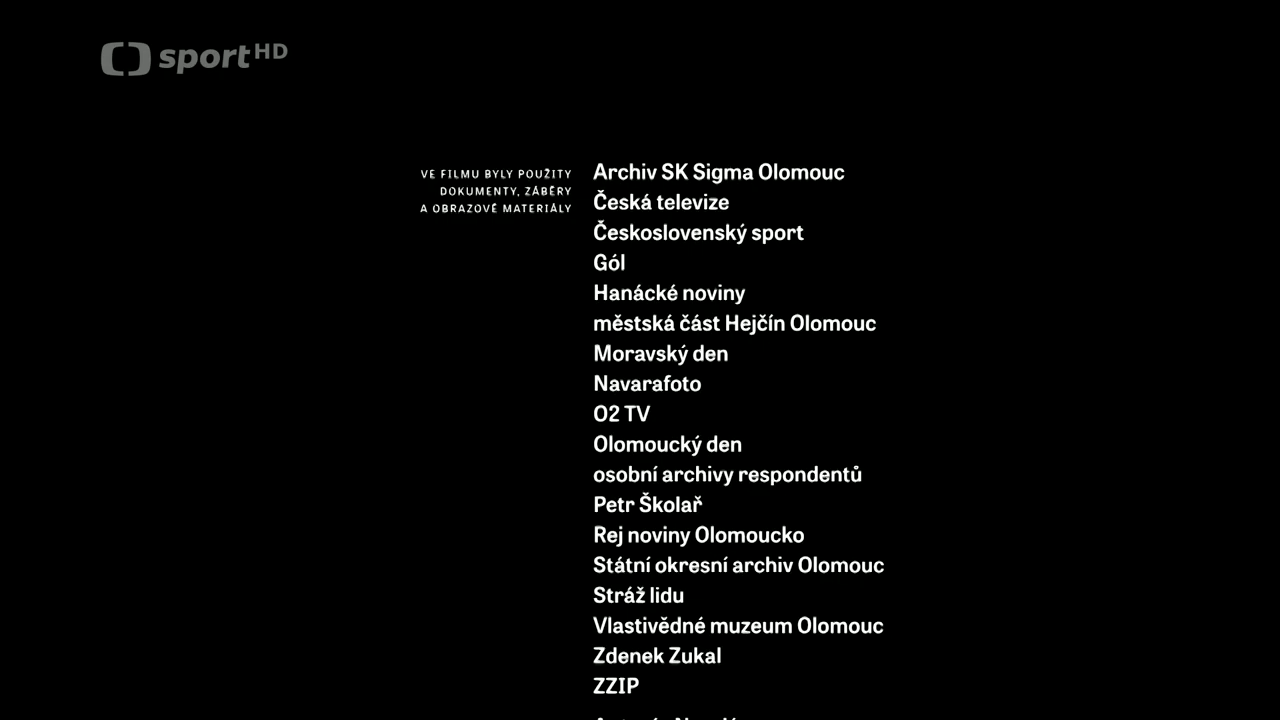 sport HD
VE FILMU BYLY POUŽITY
DOKUMENTY, ZÁBĚRY
A OBRAZOVÉ MATERIÁLY
Archiv SK Sigma Olomouc
Česká televize
Československý sport
Gól
Hanácké noviny
městská část Hejčín Olomouc
Moravský den
Navarafoto
O2 TV
Olomoucký den
osobní archivy respondentů
Petr Školař
Rej noviny Olomoucko
Státní okresní archiv Olomouc
Stráž lidu
Vlastivědné muzeum Olomouc
Zdenek Zukal
ZZIP